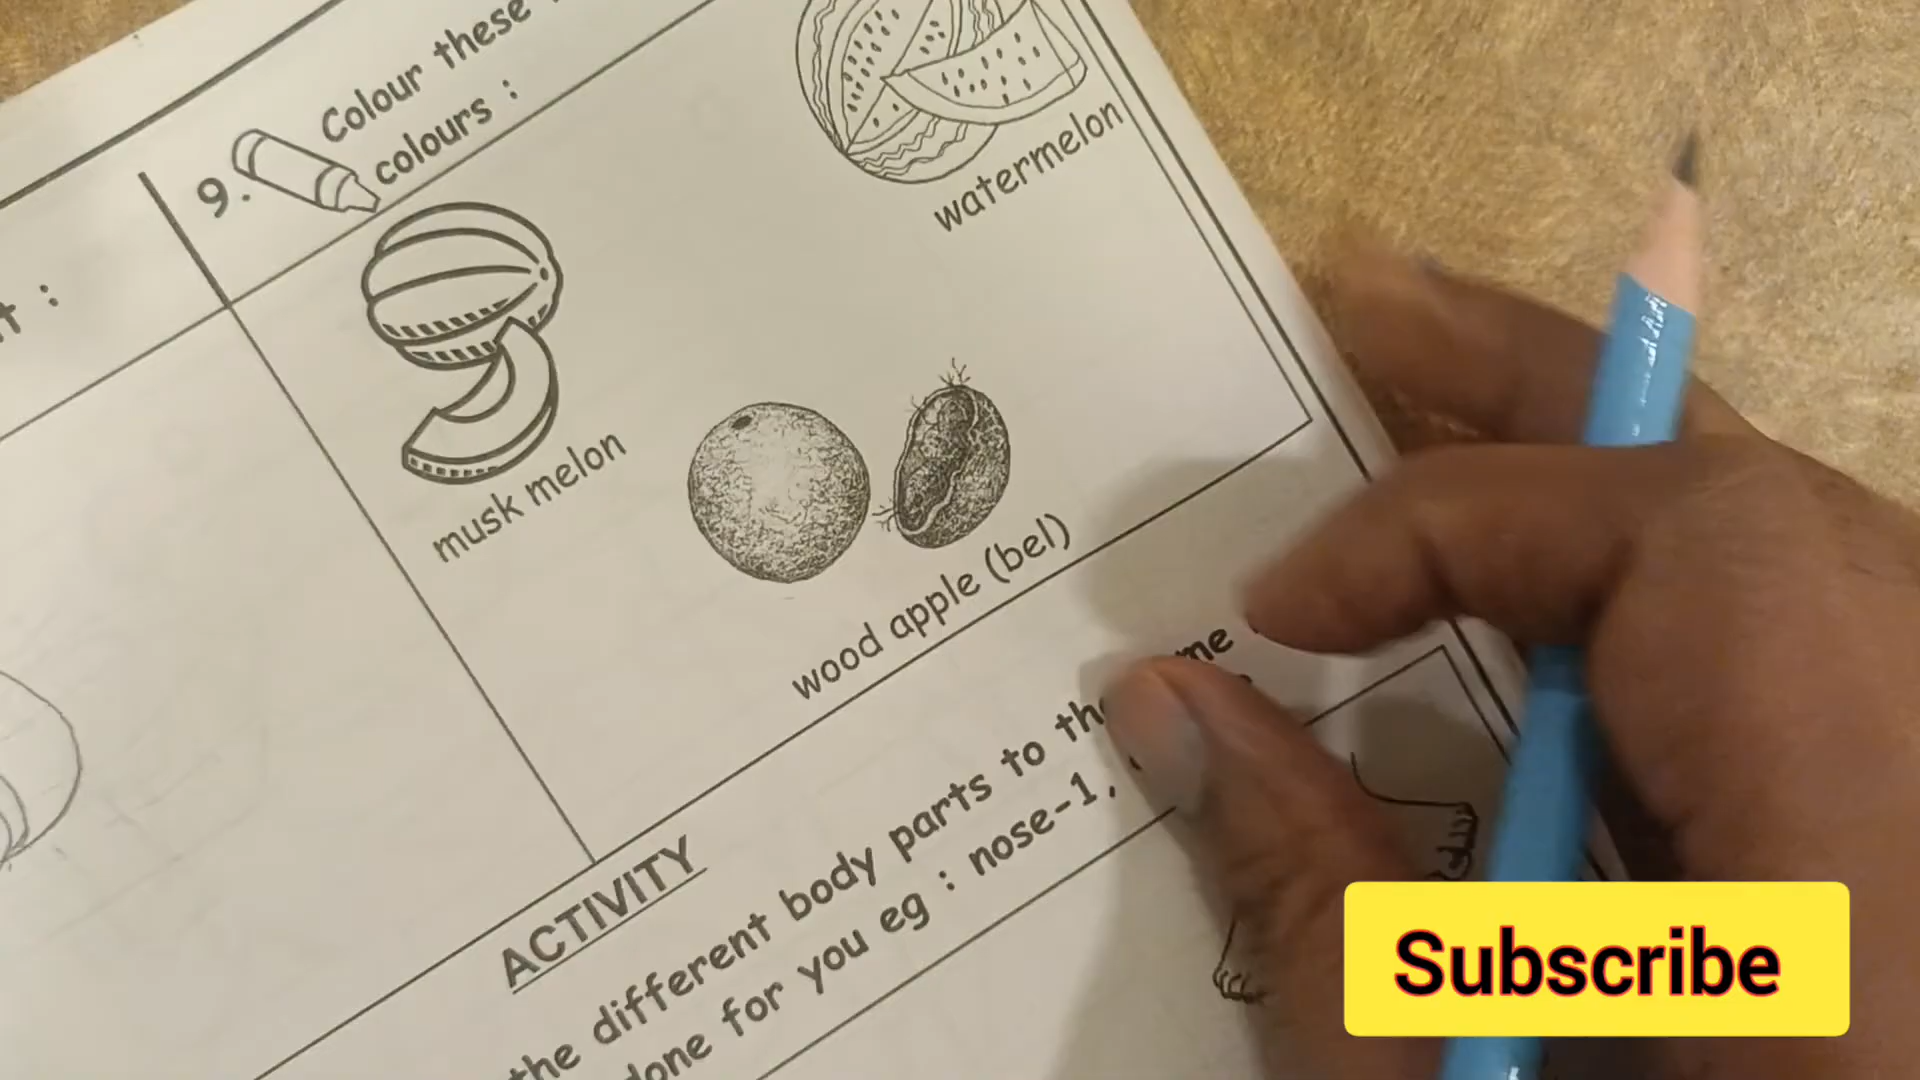 9. Colour these
colours :
watermelon
musk melon
wood apple (bel)
ACTIVITY
the different body parts to
done for you eg : nose-1,
Subscribe